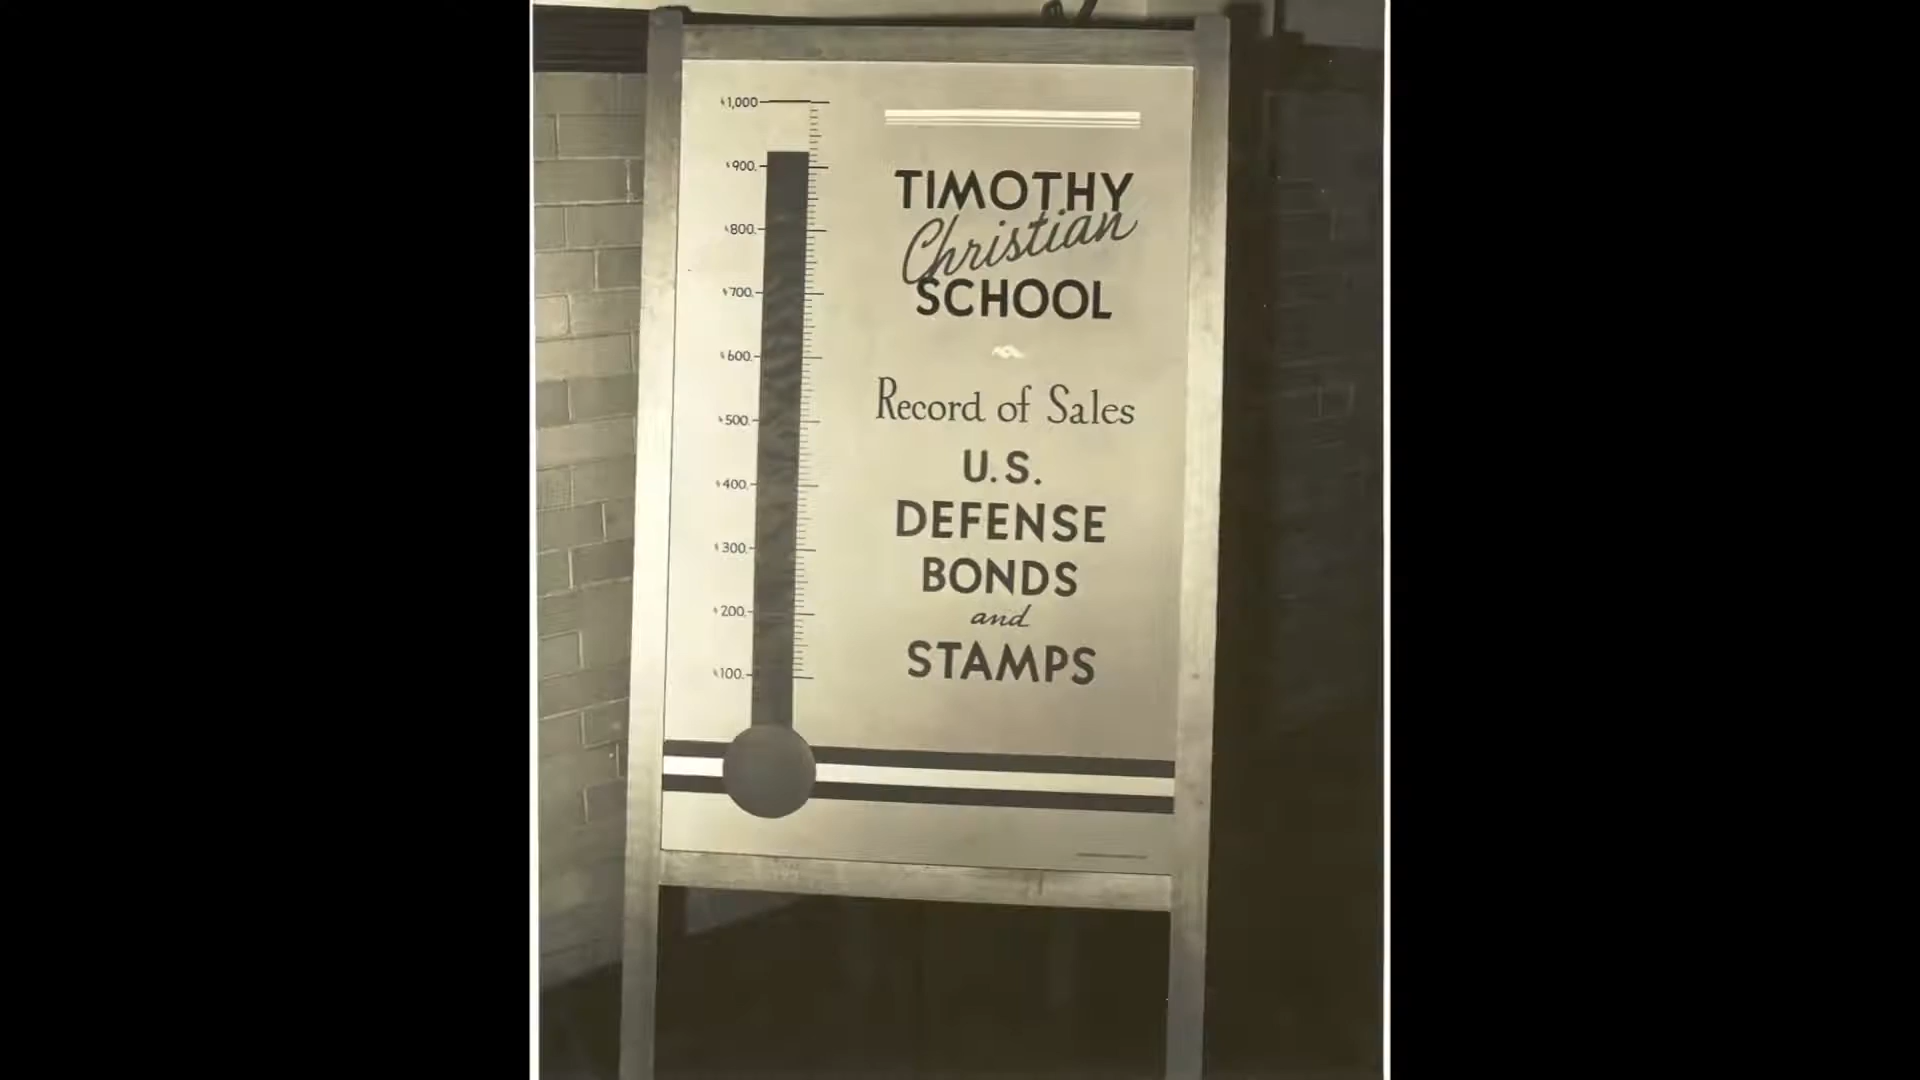 TIMOTHY
Christian
SCHOOL
Record of Sales
U.S.
DEFENSE
BONDS
and
STAMPS
$1,000
$900.
$800.
$700.
$600.
$500.
$400.
$300.
$200.
$100.